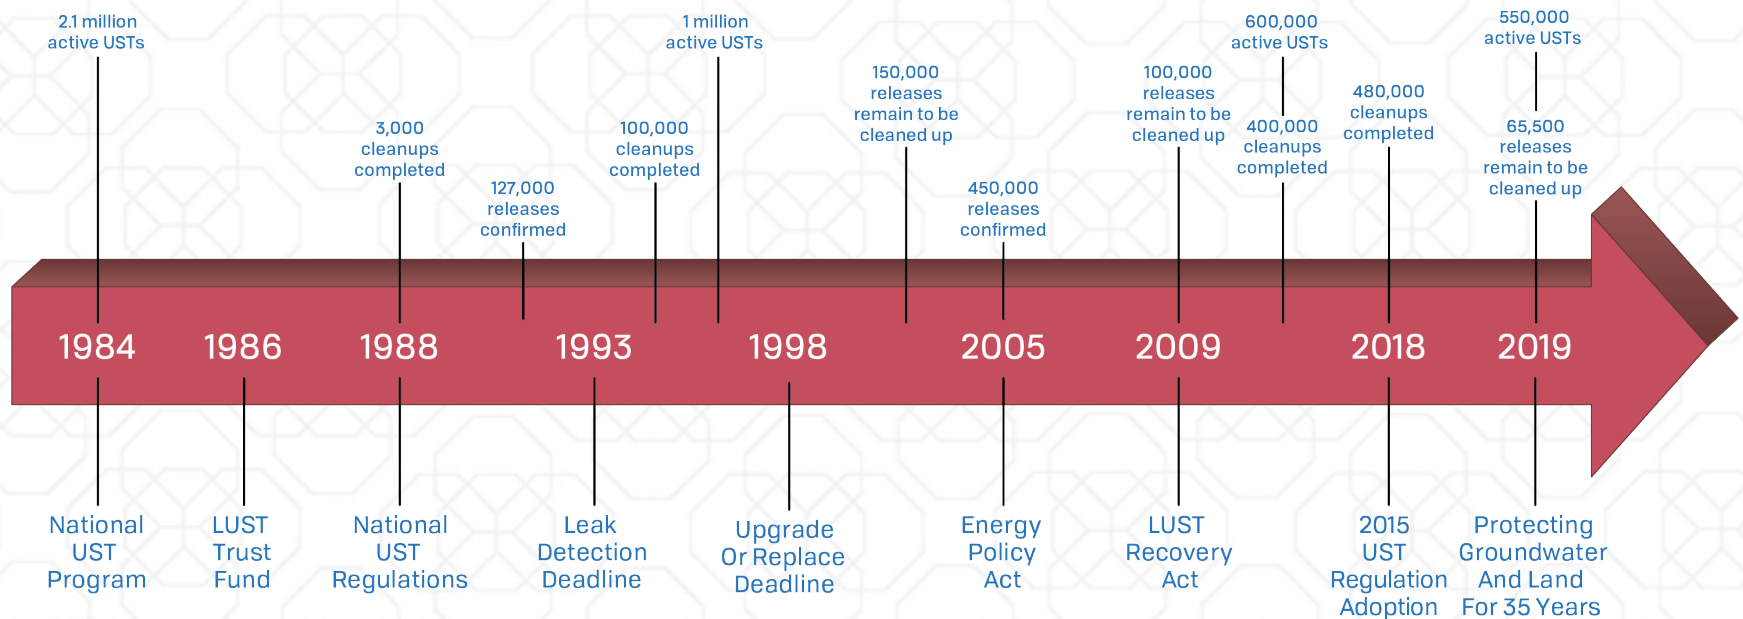 2.1 million
active USTs
3,000
cleanups
completed
127,000
releases
confirmed
100,000
cleanups
completed
1 million
active USTs
150,000
releases
remain to be
cleaned up
450,000
releases
confirmed
100,000
releases
remain to be
cleaned up
600,000
active USTs
400,000
cleanups
completed
480,000
cleanups
completed
550,000
active USTs
65,500
releases
remain to be
cleaned up
1984
1986
1988
1993
1998
2005
2009
2018
2019
National
UST
Program
LUST
Trust
Fund
National
UST
Regulations
Leak
Detection
Deadline
Upgrade
Or Replace
Deadline
Energy
Policy
Act
LUST
Recovery
Act
2015
UST
Regulation
Adoption
Protecting
Groundwater
And Land
For 35 Years